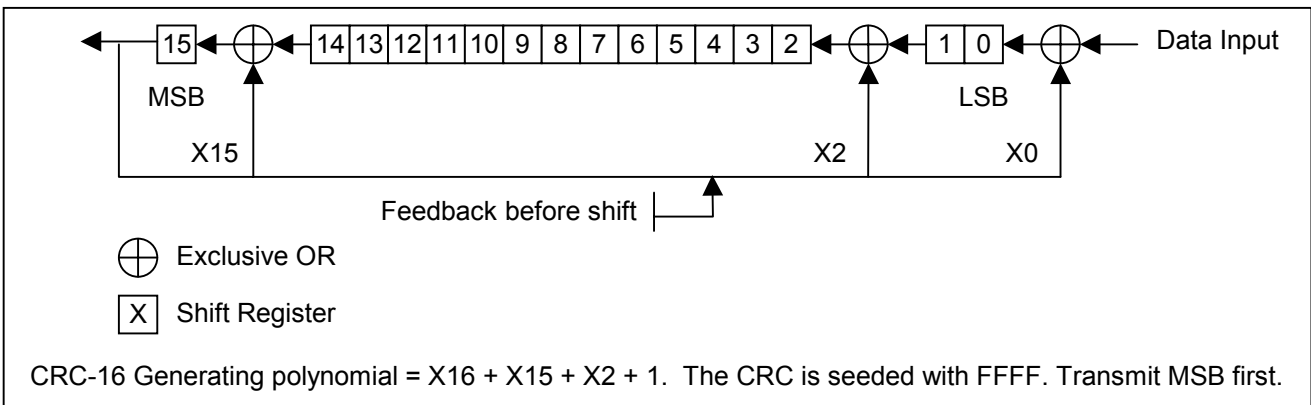 15 14 13 12 11 10 9 8 7 6 5 4 3 2 1 0 Data Input
MSB LSB
X15 X2 X0
Feedback before shift
Exclusive OR
X Shift Register
CRC-16 Generating polynomial = X16 + X15 + X2 + 1. The CRC is seeded with FFFF. Transmit MSB first.